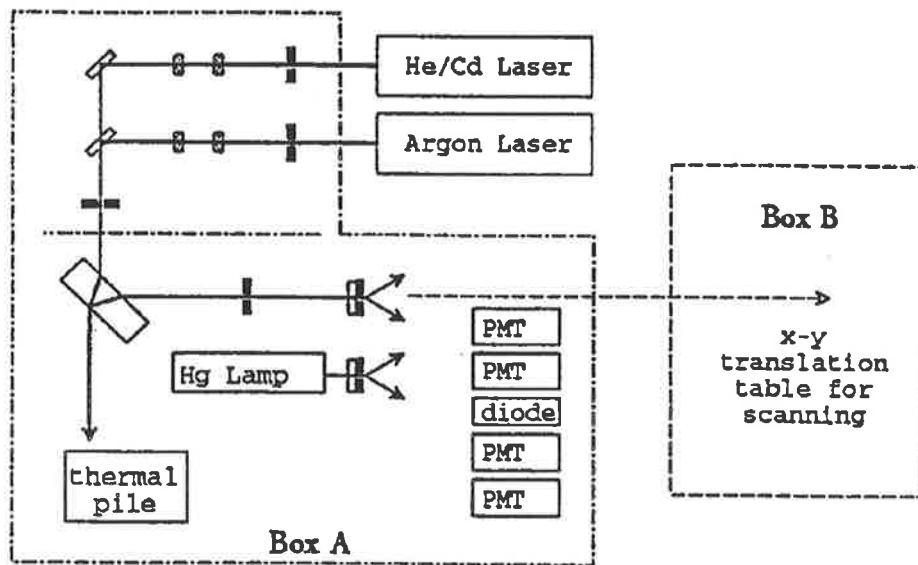 He/Cd Laser
Argon Laser
Box B
PMT
x-y
translation
table for
scanning
PMT
Hg Lamp
diode
PMT
thermal
pile
PMT
Box A